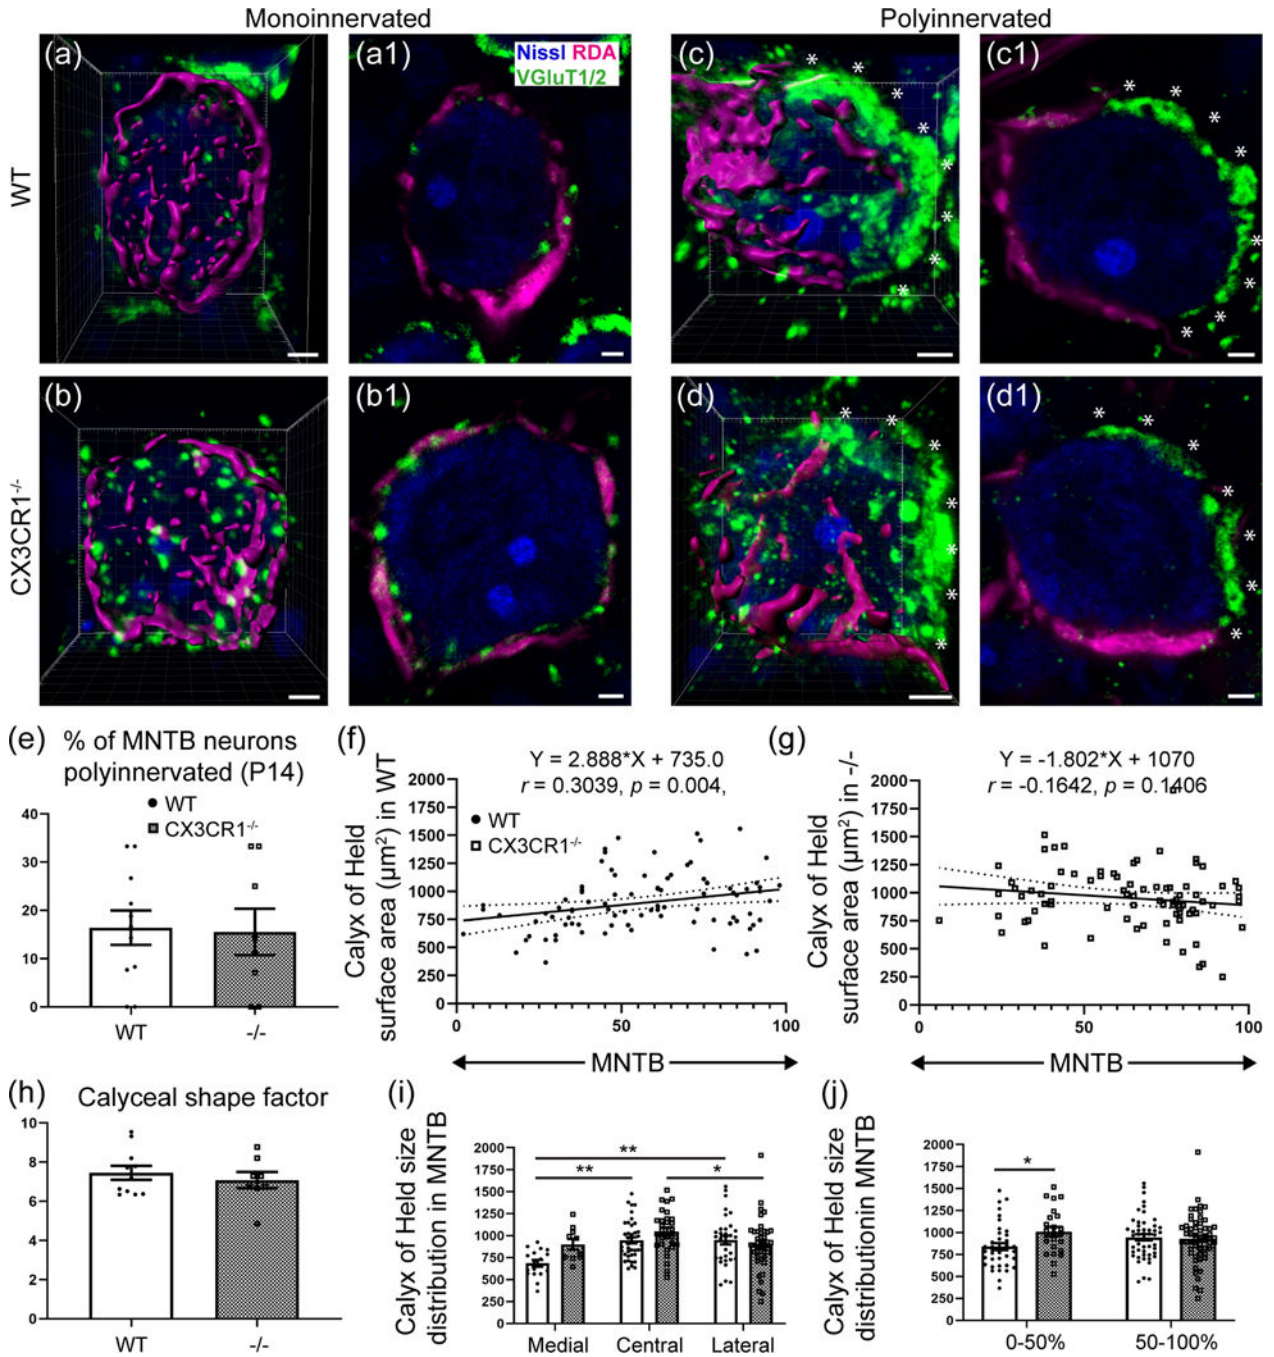 Monoinnervated
Polyinnervated
WT
(a)
(a1)
Nissl RDA
VGluT1/2
(c)
* * * * * * * *
(c1)
* * * * * * * * * *
CX3CR1-/-
(b)
(b1)
(d)
* * * * * * * *
(d1)
* * * * * * *
(e)
% of MNTB neurons
polyinnervated (P14)
WT
CX3CR1-/-
40
30
20
10
0
WT
-/-
(f)
Calyx of Held
surface area (μm2) in WT
Y = 2.888*X + 735.0
r = 0.3039, p = 0.004,
WT
CX3CR1-/-
2000
1750
1500
1250
1000
750
500
250
0
0
50
100
MNTB
(g)
Calyx of Held
surface area (μm2) in -/-
Y = -1.802*X + 1070
r = -0.1642, p = 0.1406
2000
1750
1500
1250
1000
750
500
250
0
0
50
100
MNTB
(h)
Calyceal shape factor
10
8
6
4
2
0
WT
-/-
(i)
Calyx of Held size
distribution in MNTB
2000
1750
1500
1250
1000
750
500
250
0
**
**
*
Medial
Central
Lateral
(j)
Calyx of Held size
distributionin MNTB
2000
1750
1500
1250
1000
750
500
250
0
*
0-50%
50-100%